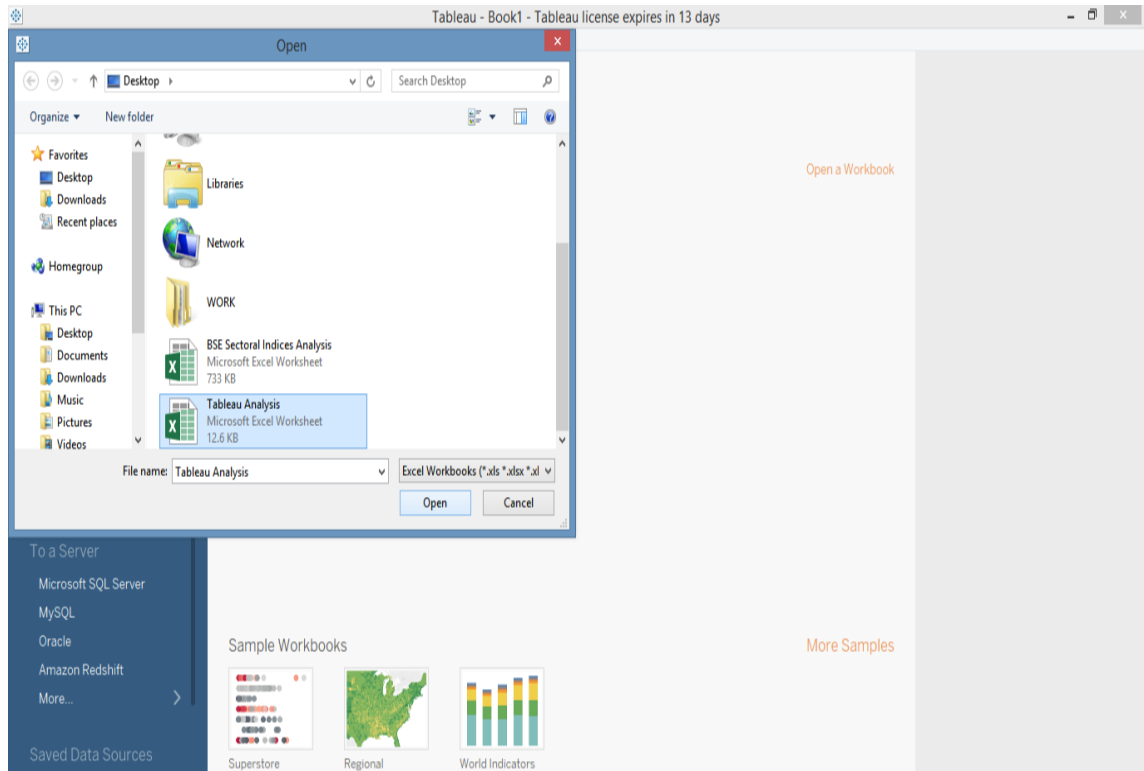 Tableau - Book1 - Tableau license expires in 13 days
Open
Desktop
Search Desktop
Organize
New folder
Favorites
Desktop
Downloads
Recent places
Homegroup
This PC
Desktop
Documents
Downloads
Music
Pictures
Videos
Libraries
Network
WORK
BSE Sectoral Indices Analysis
Microsoft Excel Worksheet
733 KB
Tableau Analysis
Microsoft Excel Worksheet
12.6 KB
File name: Tableau Analysis
Excel Workbooks (*.xls *.xlsx *.xl
Open
Cancel
Open a Workbook
To a Server
Microsoft SQL Server
MySQL
Oracle
Amazon Redshift
More...
Saved Data Sources
Sample Workbooks
More Samples
Superstore
Regional
World Indicators